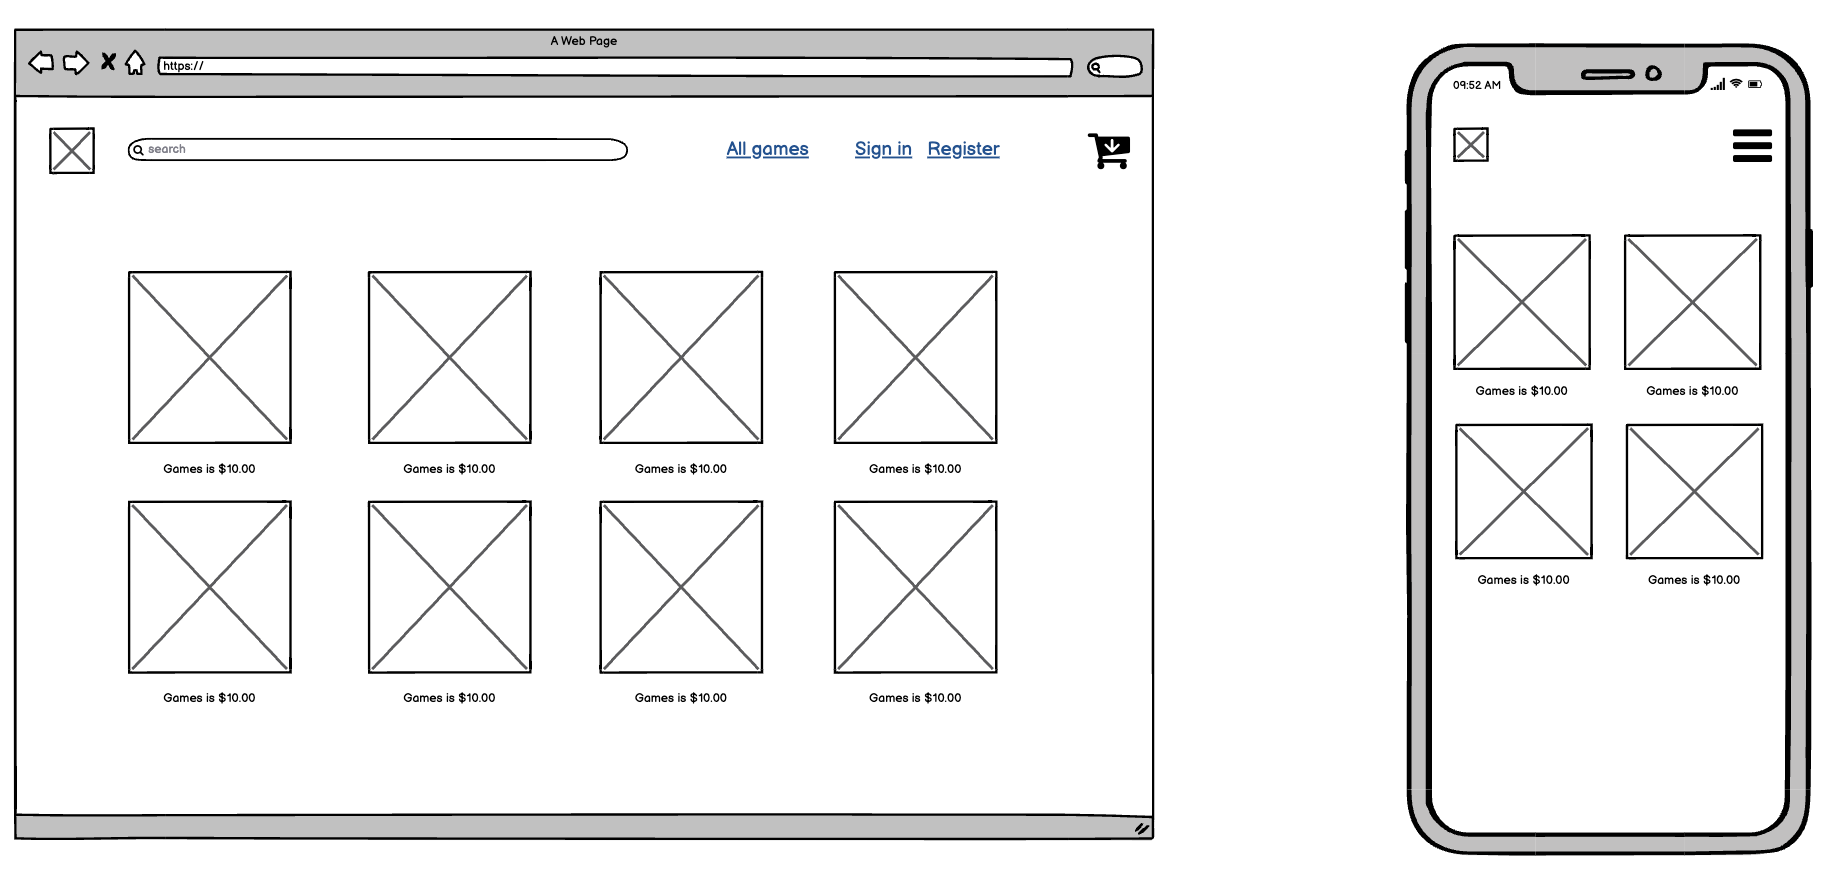 A Web Page
https://
search
All games
Sign in
Register
Games is $10.00
Games is $10.00
Games is $10.00
Games is $10.00
Games is $10.00
Games is $10.00
Games is $10.00
Games is $10.00
09:52 AM
Games is $10.00
Games is $10.00
Games is $10.00
Games is $10.00